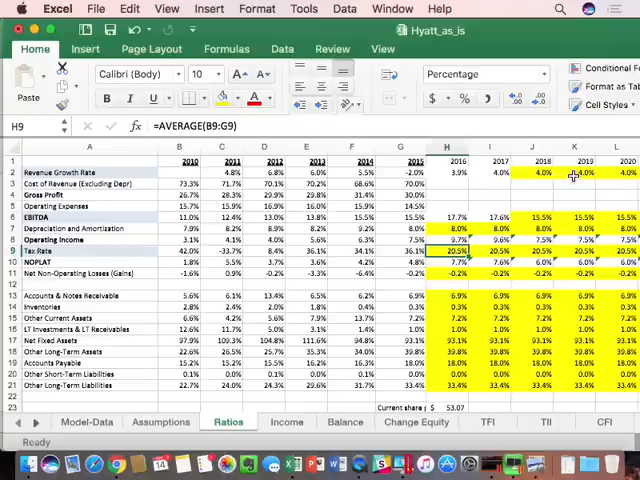 Excel File Edit View Insert Format Tools Data Window Help
Hyatt_as_is
Home Insert Page Layout Formulas Data Review View
Calibri (Body) 10 A A Percentage Conditional Fo
Format as Tab
Paste B I U $ % Cell Styles
H9 fx =AVERAGE(B9:G9)
A B C D E F G H I J K L
1 2010 2011 2012 2013 2014 2015 2016 2017 2018 2019 2020
2 Revenue Growth Rate 4.8% 6.8% 6.0% 5.5% -2.0% 3.9% 4.0% 4.0% 4.0% 4.0%
3 Cost of Revenue (Excluding Depr) 73.3% 71.7% 70.1% 70.2% 68.6% 70.0%
4 Gross Profit 26.7% 28.3% 29.9% 29.8% 31.4% 30.0%
5 Operating Expenses 15.7% 15.9% 16.9% 16.0% 15.9% 14.5%
6 EBITDA 11.0% 12.4% 13.0% 13.8% 15.5% 15.5% 17.7% 17.6% 15.5% 15.5% 15.5%
7 Depreciation and Amortization 7.9% 8.2% 8.9% 8.2% 9.2% 8.0% 8.0% 8.0% 8.0% 8.0% 8.0%
8 Operating Income 3.1% 4.1% 4.0% 5.6% 6.3% 7.5% 9.7% 9.6% 7.5% 7.5% 7.5%
9 Tax Rate 42.0% -33.7% 8.4% 36.1% 34.1% 36.1% 20.5% 20.5% 20.5% 20.5% 20.5%
10 NOPLAT 1.8% 5.5% 3.7% 3.6% 4.2% 4.8% 7.7% 7.6% 6.0% 6.0% 6.0%
11 Net Non-Operating Losses (Gains) -1.6% 0.9% -0.2% -3.3% -6.4% -0.2% -0.2% -0.2% -0.2% -0.2% -0.2%
12
13 Accounts & Notes Receivable 5.6% 6.1% 13.4% 6.5% 6.2% 6.9% 6.9% 6.9% 6.9% 6.9% 6.9%
14 Inventories 2.8% 2.4% 2.0% 1.8% 0.4% 0.3% 0.3% 0.3% 0.3% 0.3% 0.3%
15 Other Current Assets 6.6% 4.2% 5.6% 13.7% 5.8% 7.2% 7.2% 7.2% 7.2% 7.2% 7.2%
16 LT Investments & LT Receivables 12.6% 11.7% 5.0% 3.1% 1.4% 1.0% 1.0% 1.0% 1.0% 1.0% 1.0%
17 Net Fixed Assets 97.9% 109.3% 104.8% 111.6% 94.8% 93.1% 93.1% 93.1% 93.1% 93.1% 93.1%
18 Other Long-Term Assets 22.6% 26.5% 25.7% 35.3% 34.0% 39.8% 39.8% 39.8% 39.8% 39.8% 39.8%
19 Accounts Payable 15.2% 15.2% 15.5% 16.2% 16.3% 18.0% 18.0% 18.0% 18.0% 18.0% 18.0%
20 Other Short-Term Liabilities 0.0% 0.0% 0.1% 0.0% 0.1% 0.0% 0.0% 0.0% 0.0% 0.0% 0.0%
21 Other Long-Term Liabilities 22.7% 24.0% 24.3% 29.6% 31.7% 33.4% 33.4% 33.4% 33.4% 33.4% 33.4%
22
23 Current share $ 53.07
Model-Data Assumptions Ratios Income Balance Change Equity TFI TII CFI
Ready